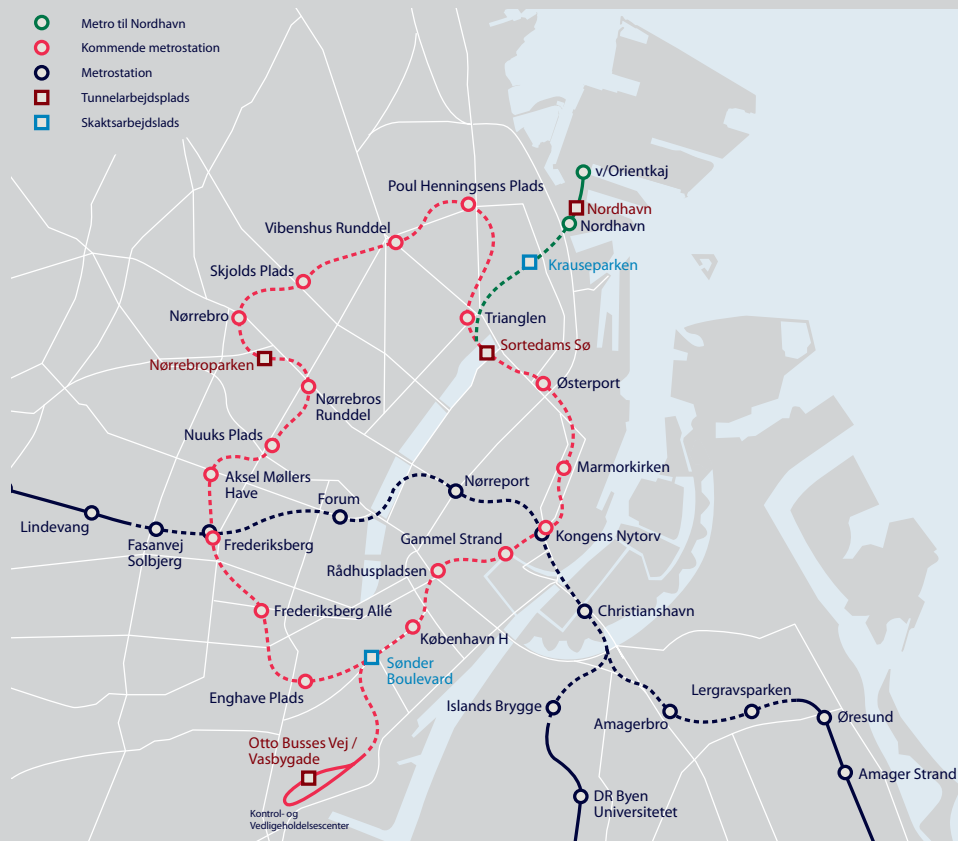 Metro til Nordhavn
Kommende metrostation
Metrostation
Tunnelarbejdsplads
Skaktsarbejdslads
v/Orientkaj
Poul Henningsens Plads
Nordhavn
Nordhavn
Vibenshus Runddel
Krauseparken
Skjolds Plads
Nørrebro
Trianglen
Sortedams Sø
Nørrebroparken
Østerport
Nørrebros
Runddel
Nuuks Plads
Marmorkirken
Aksel Møllers
Have
Nørreport
Forum
Lindevang
Fasanvej
Solbjerg
Frederiksberg
Gammel Strand
Kongens Nytorv
Rådhuspladsen
Frederiksberg Allé
Christianshavn
København H
Sønder
Boulevard
Enghave Plads
Islands Brygge
Lergravsparken
Amagerbro
Øresund
Otto Busses Vej /
Vasbygade
Amager Strand
DR Byen
Universitetet
Kontrol- og
Vedligeholdelsescenter